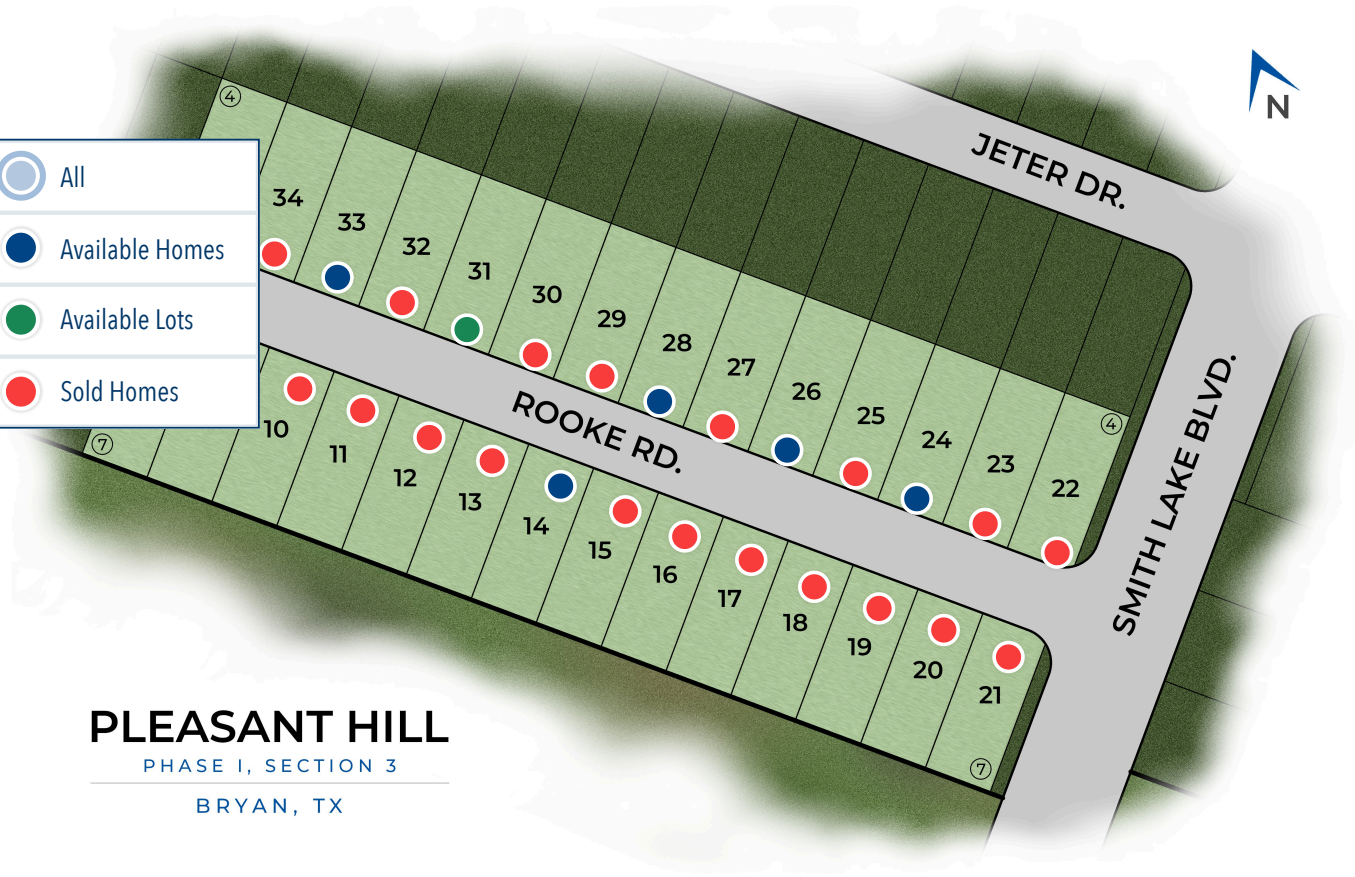 N
JETER DR.
④
All
Available Homes
Available Lots
Sold Homes
34
33
32
31
30
29
28
27
26
25
24
23
22
④
ROOKE RD.
SMITH LAKE BLVD.
⑦
10
11
12
13
14
15
16
17
18
19
20
21
⑦
PLEASANT HILL
PHASE I, SECTION 3
BRYAN, TX